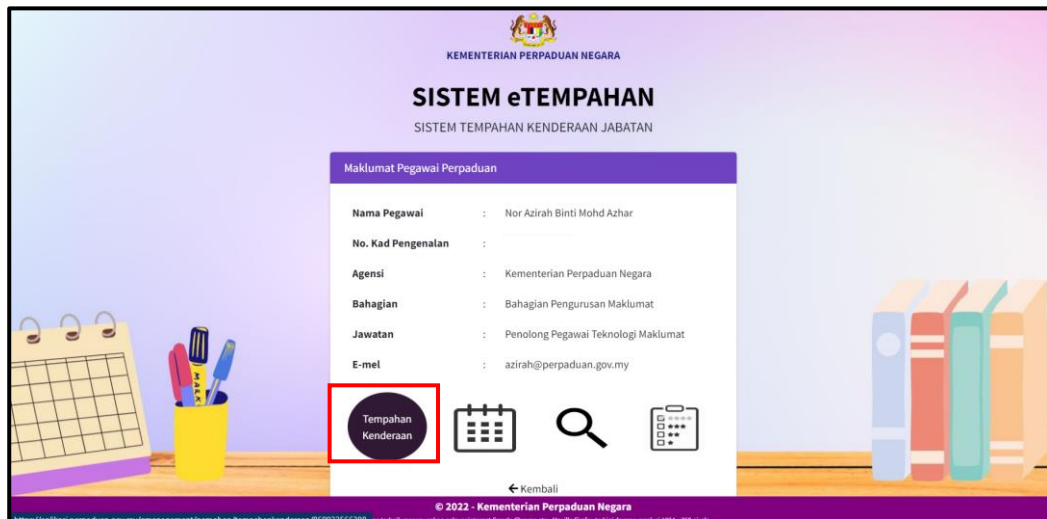 KEMENTERIAN PERPADUAN NEGARA
SISTEM eTEMPAHAN
SISTEM TEMPAHAN KENDERAAN JABATAN
Maklumat Pegawai Perpaduan
Nama Pegawai : Nor Azirah Binti Mohd Azhar
No. Kad Pengenalan :
Agensi : Kementerian Perpaduan Negara
Bahagian : Bahagian Pengurusan Maklumat
Jawatan : Penolong Pegawai Teknologi Maklumat
E-mel : azirah@perpaduan.gov.my
Tempahan
Kenderaan
Kembali
© 2022 - Kementerian Perpaduan Negara